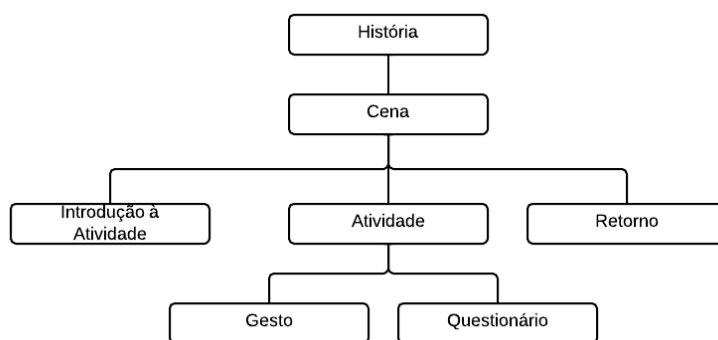 História
Cena
Introdução à
Atividade
Atividade
Retorno
Gesto
Questionário